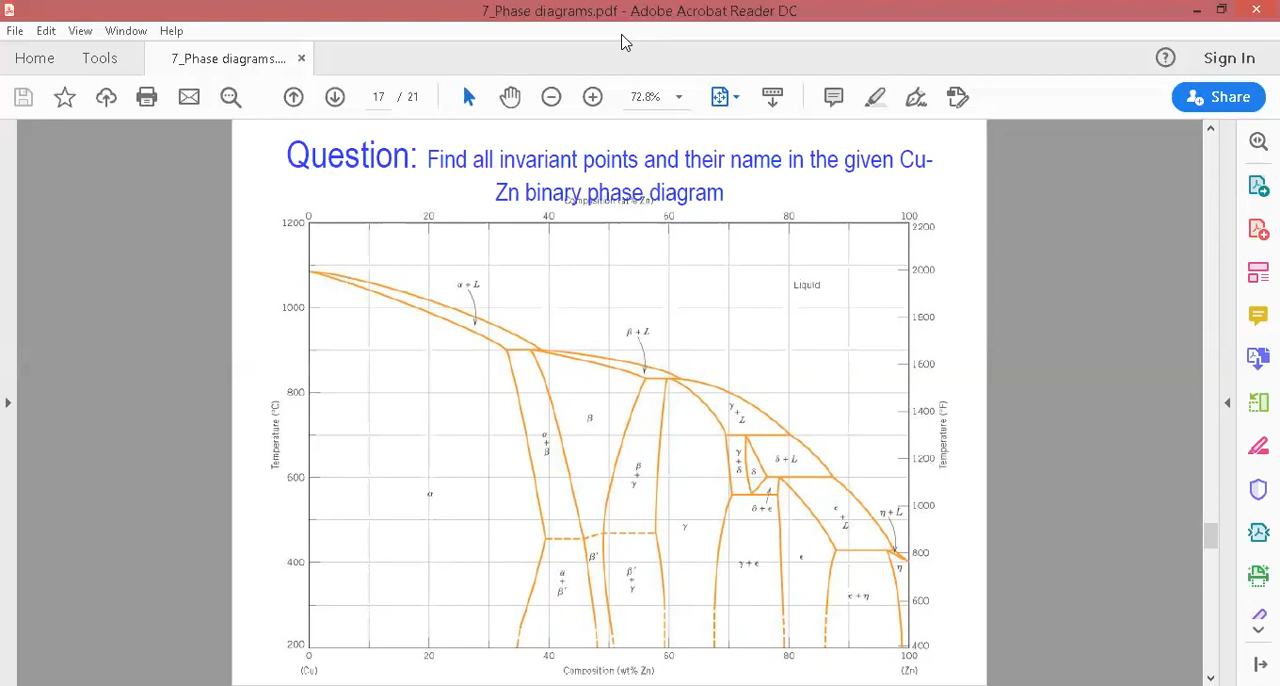 7_Phase diagrams.pdf - Adobe Acrobat Reader DC
File Edit View Window Help
Home Tools 7_Phase diagrams.... × Sign In
17 / 21 72.8% Share
Question: Find all invariant points and their name in the given Cu-
Zn binary phase diagram
0 20 40 60 80 100
1200 2200
2000
α + L Liquid
1000 1800
β + L
1600
800
γ + L 1400
β
α + β
γ + δ δ + L 1200
β + γ δ
600
α
δ + ϵ 1000
ϵ + L η + L
γ
β′ γ + ϵ ϵ 800
400 η
α + β′ β′ + γ ϵ + η 600
200 400
0 20 40 60 80 100
(Cu) Composition (wt% Zn) (Zn)
Temperature (°C)
Temperature (°F)